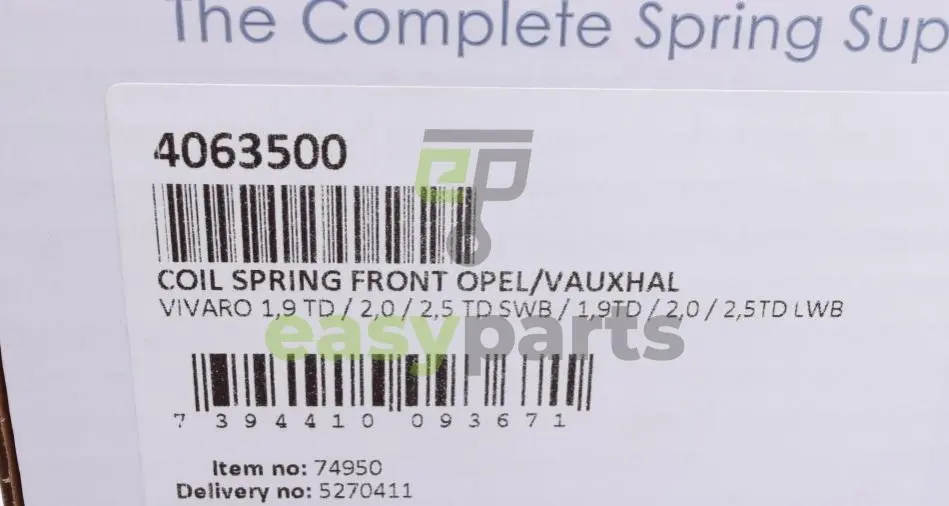 The Complete Spring Sup
4063500
ep
COIL SPRING FRONT OPEL/VAUXHAL
VIVARO 1,9 TD / 2,0 / 2,5 TD SWB / 1,9TD / 2,0 / 2,5TD LWB
easyparts
7 394410 093671
Item no: 74950
Delivery no: 5270411